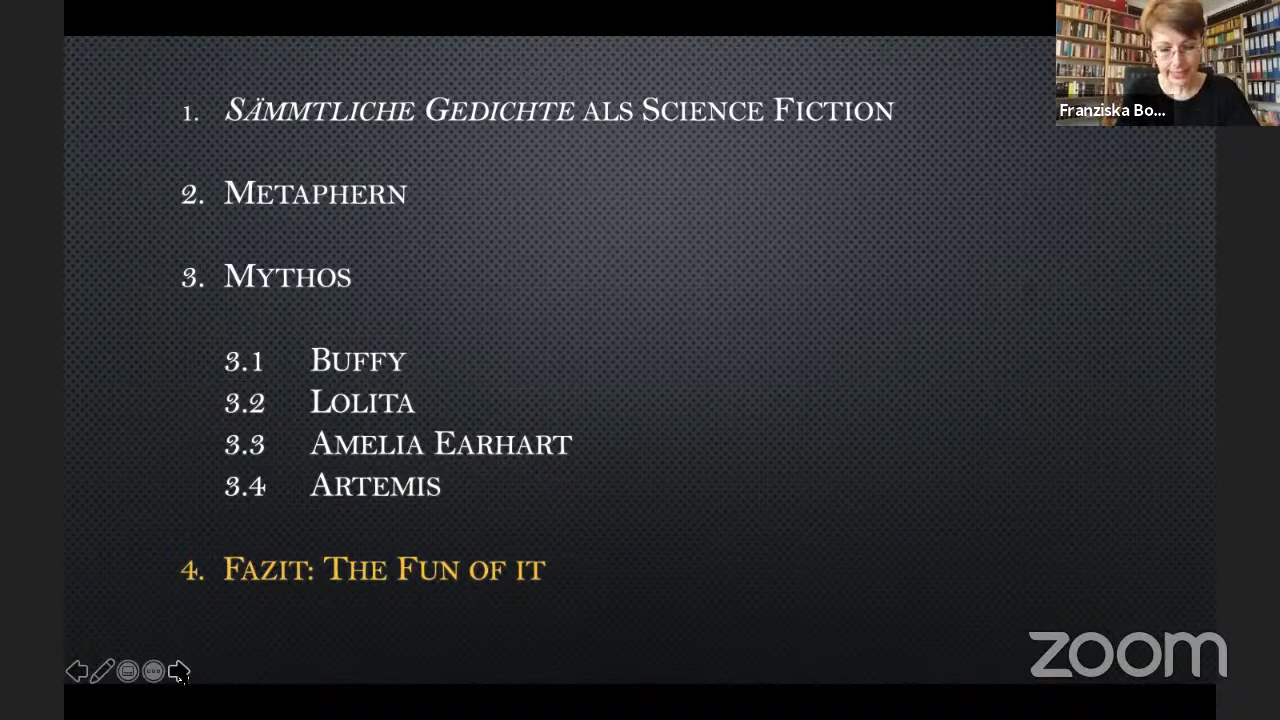 1. Sämmtliche Gedichte als Science Fiction
Franziska Bo...
2. Metaphern
3. Mythos
3.1 Buffy
3.2 Lolita
3.3 Amelia Earhart
3.4 Artemis
4. Fazit: The Fun of it
zoom